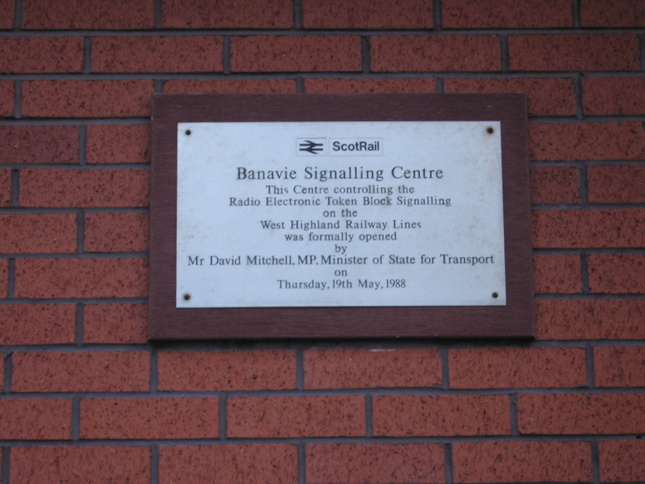 ScotRail
Banavie Signalling Centre
This Centre controlling the
Radio Electronic Token Block Signalling
on the
West Highland Railway Lines
was formally opened
by
Mr David Mitchell, MP, Minister of State for Transport
on
Thursday, 19th May, 1988